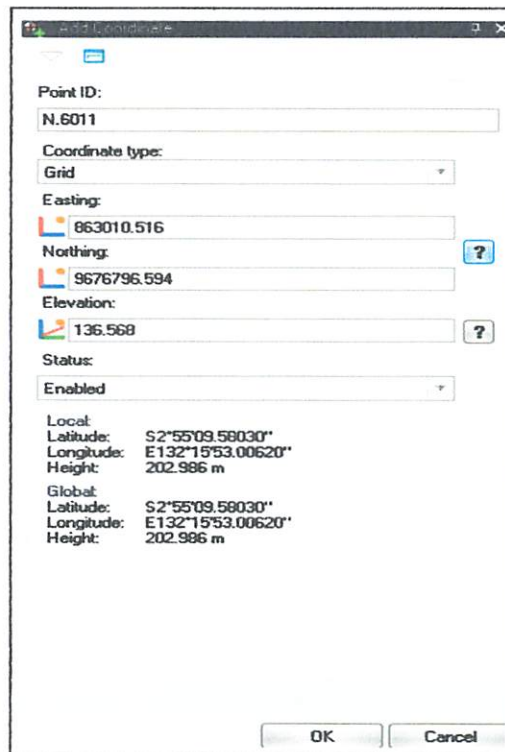 Add Coordinate
Point ID:
N.6011
Coordinate type:
Grid
Easting:
863010.516
?
Northing:
9676796.594
Elevation:
136.568
?
Status:
Enabled
Local:
Latitude: S2°55'09.58030''
Longitude: E132°15'53.00620''
Height: 202.986 m
Global:
Latitude: S2°55'09.58030''
Longitude: E132°15'53.00620''
Height: 202.986 m
OK Cancel